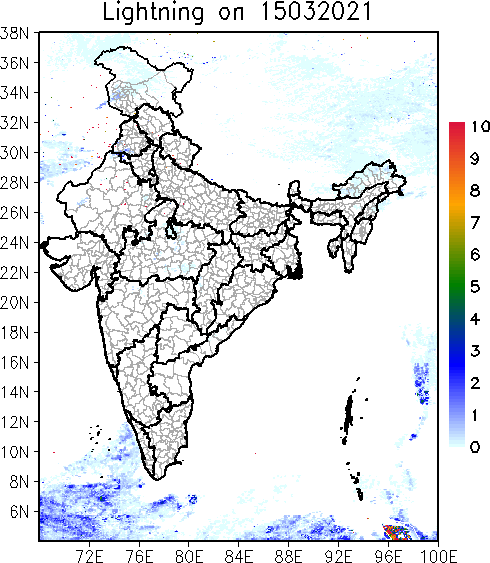 Lightning on 15032021
38N
36N
34N
32N
30N
28N
26N
24N
22N
20N
18N
16N
14N
12N
10N
8N
6N
72E 76E 80E 84E 88E 92E 96E 100E
10
9
8
7
6
5
4
3
2
1
0